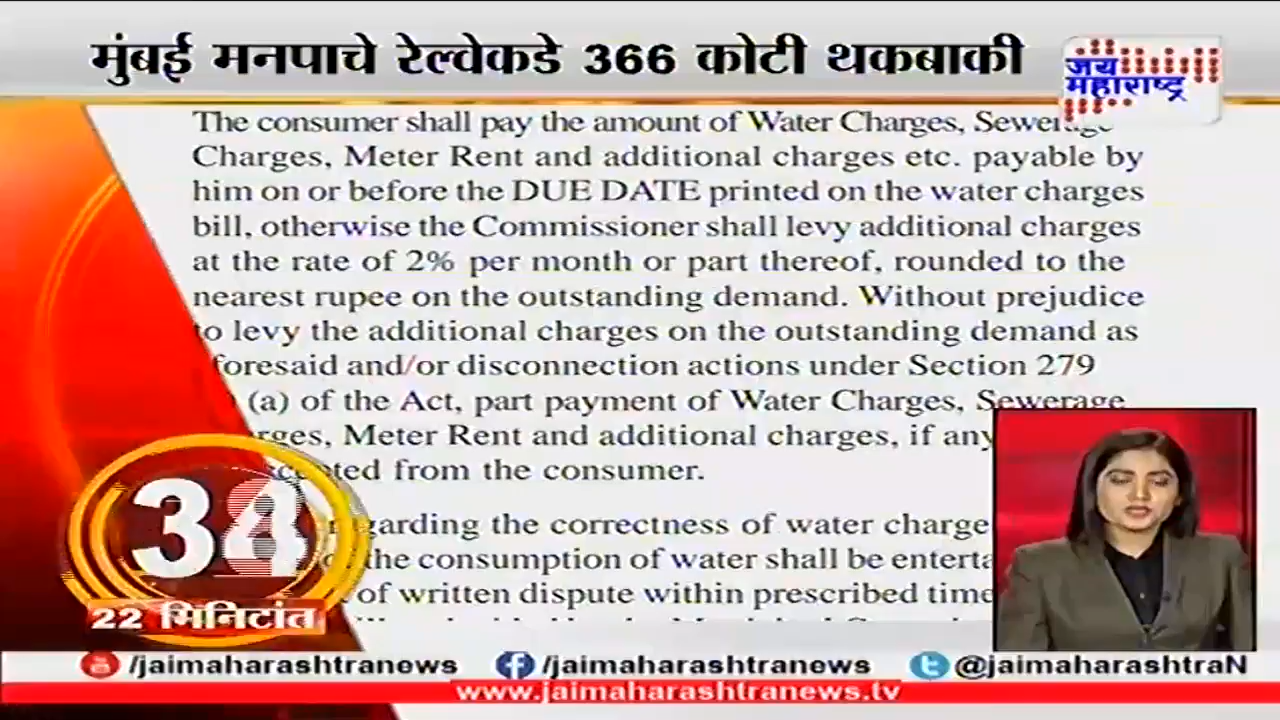 मुंबई मनपाचे रेल्वेकडे 366 कोटी थकबाकी
जय
महाराष्ट्र
The consumer shall pay the amount of Water Charges, Sewerage
Charges, Meter Rent and additional charges etc. payable by
him on or before the DUE DATE printed on the water charges
bill, otherwise the Commissioner shall levy additional charges
at the rate of 2% per month or part thereof, rounded to the
nearest rupee on the outstanding demand. Without prejudice
to levy the additional charges on the outstanding demand as
foresaid and/or disconnection actions under Section 279
(a) of the Act, part payment of Water Charges, Sewerage
rges, Meter Rent and additional charges, if any
ted from the consumer.
garding the correctness of water charge
the consumption of water shall be enterta
of written dispute within prescribed time
22 मिनिटांत
/jaimaharashtranews /jaimaharashtranews @jaimaharashtraN
www.jaimaharashtranews.tv